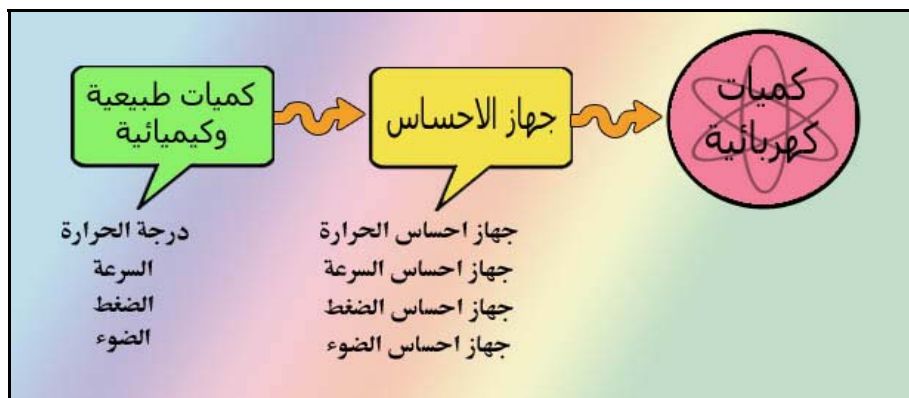 كميات طبيعية
وكيميائية
جهاز الاحساس
كميات
كهربائية
درجة الحرارة
السرعة
الضغط
الضوء
جهاز احساس الحرارة
جهاز احساس السرعة
جهاز احساس الضغط
جهاز احساس الضوء